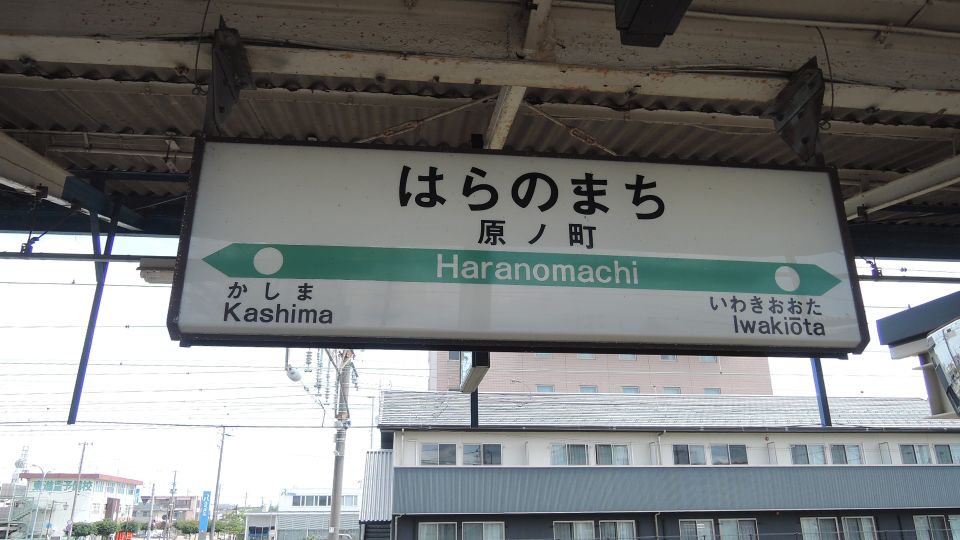 はらのまち
原ノ町
Haranomachi
かしま
Kashima
いわきおおた
Iwakiōta